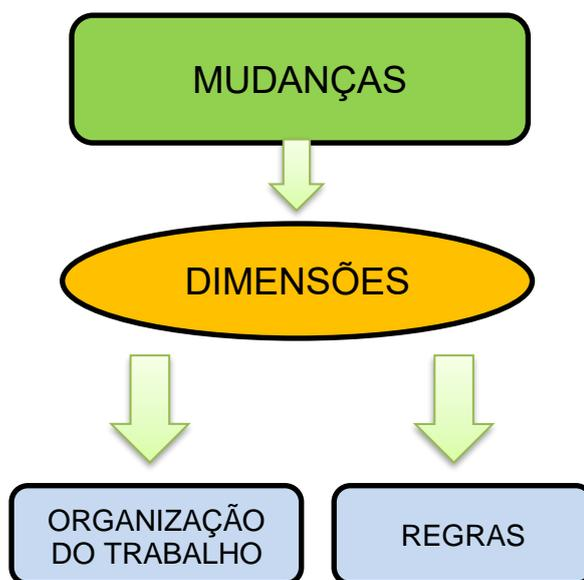 MUDANÇAS
DIMENSÕES
ORGANIZAÇÃO
DO TRABALHO
REGRAS